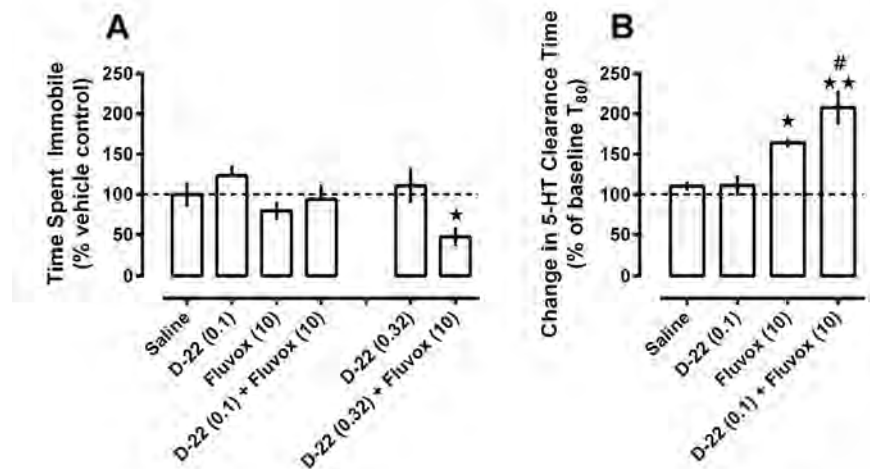 A
Time Spent Immobile
(% vehicle control)
250
200
150
100
50
0
★
Saline
D-22 (0.1)
Fluvox (10)
D-22 (0.1) + Fluvox (10)
D-22 (0.32)
D-22 (0.32) + Fluvox (10)
B
Change in 5-HT Clearance Time
(% of baseline T80)
250
200
150
100
50
0
★
#
★★
Saline
D-22 (0.1)
Fluvox (10)
D-22 (0.1) + Fluvox (10)